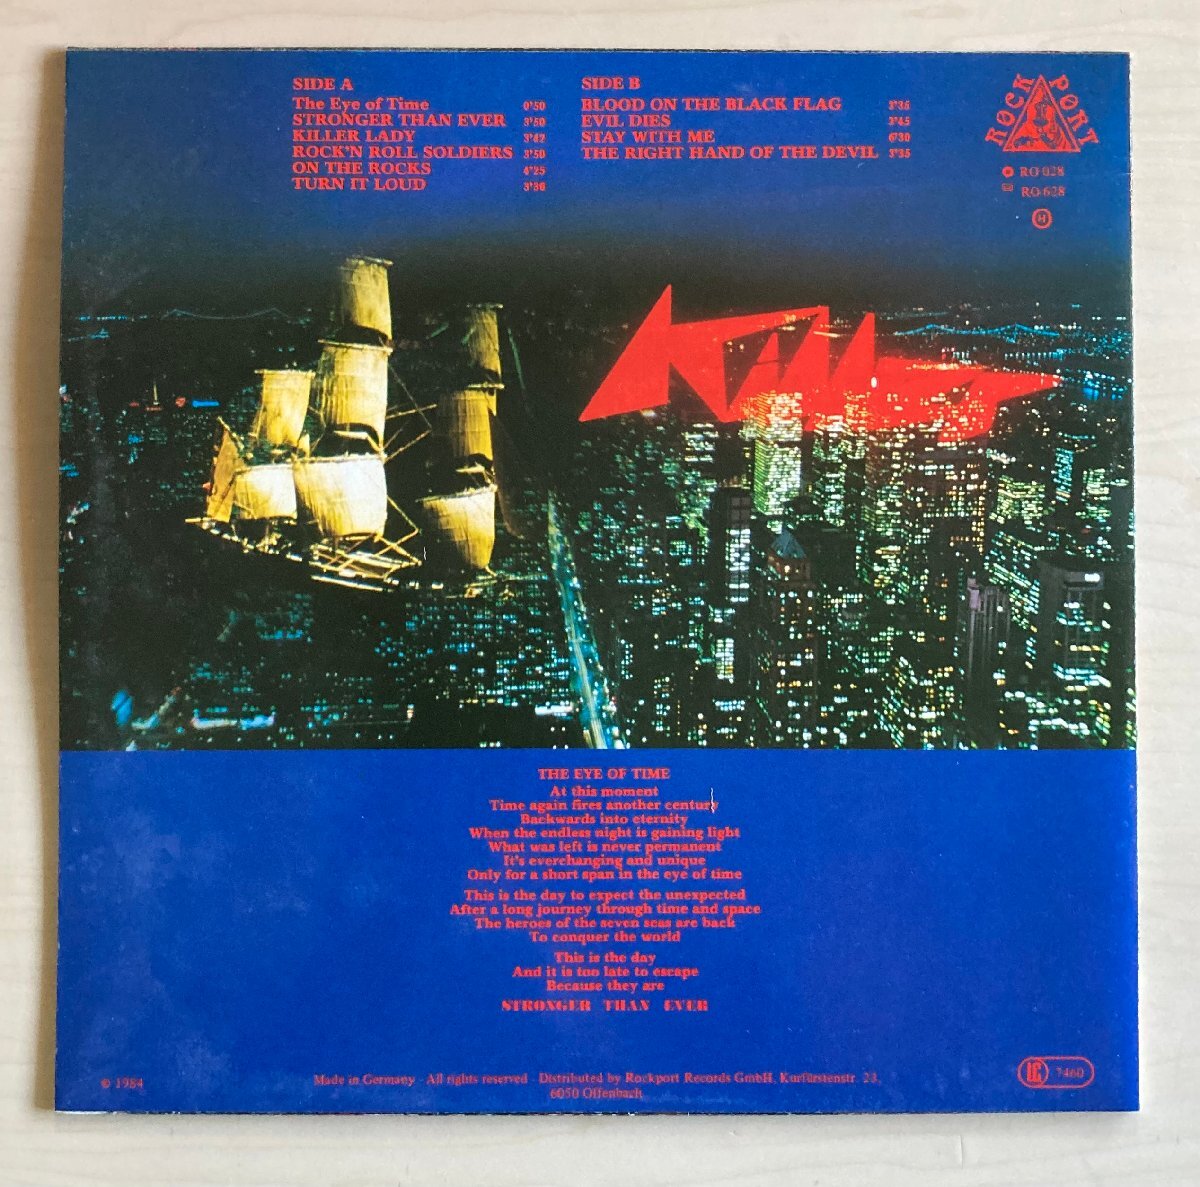 SIDE A
The Eye of Time 0'50
STRONGER THAN EVER 3'50
KILLER LADY 3'42
ROCK'N ROLL SOLDIERS 3'50
ON THE ROCKS 4'25
TURN IT LOUD 3'36
SIDE B
BLOOD ON THE BLACK FLAG 3'35
EVIL DIES 3'45
STAY WITH ME 6'30
THE RIGHT HAND OF THE DEVIL 3'35
ROCK PORT
RO 028
RO 628
H
Killer
THE EYE OF TIME
At this moment
Time again fires another century
Backwards into eternity
When the endless night is gaining light
What was left is never permanent
It's everchanging and unique
Only for a short span in the eye of time
This is the day to expect the unexpected
After a long journey through time and space
The heroes of the seven seas are back
To conquer the world
This is the day
And it is too late to escape
Because they are
STRONGER THAN EVER
© 1984
Made in Germany · All rights reserved · Distributed by Rockport Records GmbH, Kurfürstenstr. 23,
6050 Offenbach
LC 7460